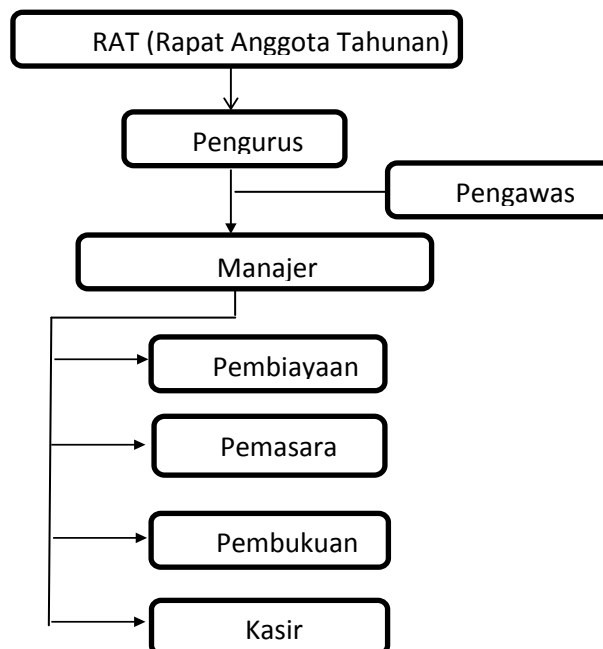 RAT (Rapat Anggota Tahunan)
Pengurus
Pengawas
Manajer
Pembiayaan
Pemasara
Pembukuan
Kasir